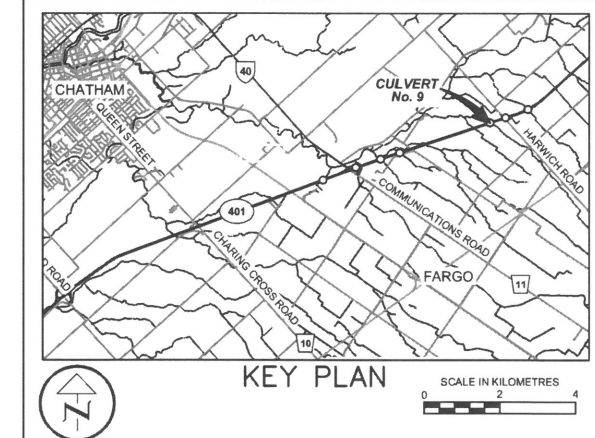 40
CHATHAM
CULVERT
No. 9
QUEEN STREET
HARWICH ROAD
COMMUNICATIONS ROAD
401
CHARING CROSS ROAD
FARGO
11
10
KEY PLAN
N
SCALE IN KILOMETRES
0 2 4